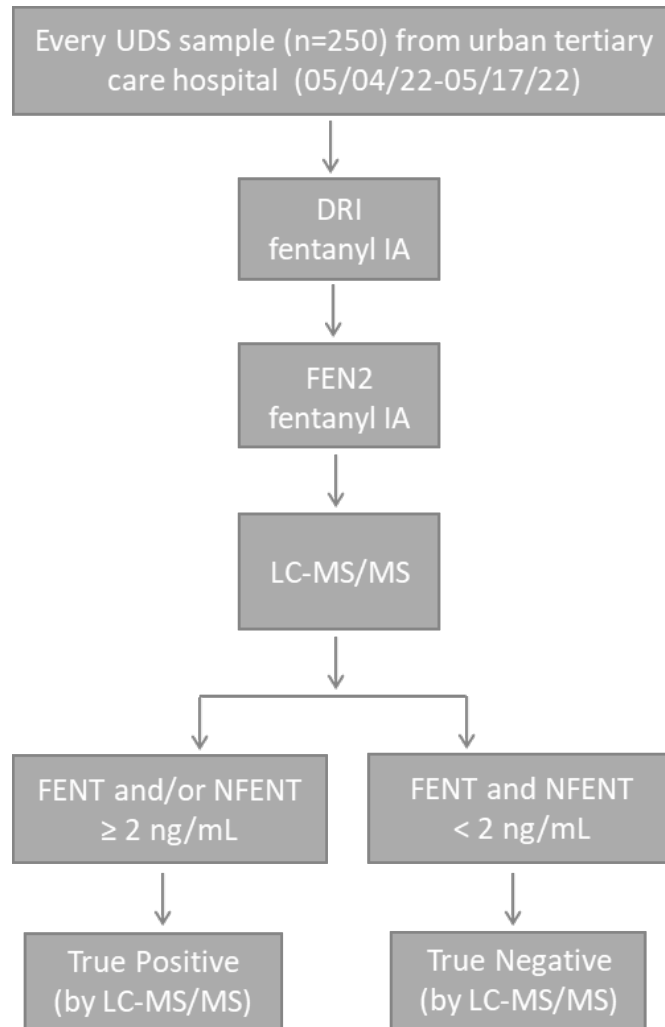 Every UDS sample (n=250) from urban tertiary
care hospital (05/04/22-05/17/22)
DRI
fentanyl IA
FEN2
fentanyl IA
LC-MS/MS
FENT and/or NFENT
≥ 2 ng/mL
FENT and NFENT
< 2 ng/mL
True Positive
(by LC-MS/MS)
True Negative
(by LC-MS/MS)